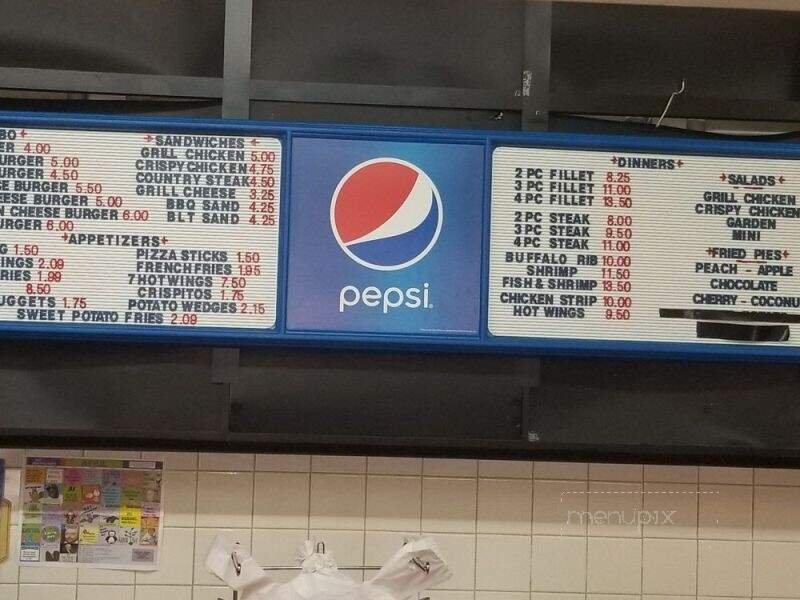 BO
ER 4.00
URGER 5.00
URGER 4.50
SE BURGER 5.50
EESE BURGER 5.00
N CHEESE BURGER 6.00
URGER 6.00
SANDWICHES
GRILL CHICKEN 5.00
CRISPY CHICKEN 4.75
COUNTRY STEAK 4.50
GRILL CHEESE 3.25
BBQ SAND 4.25
BLT SAND 4.25
APPETIZERS
G 1.50
INGS 2.09
RIES 1.99
8.50
UGGETS 1.75
SWEET POTATO FRIES 2.09
PIZZA STICKS 1.50
FRENCH FRIES 1.95
7 HOTWINGS 7.50
CRISPITOS 1.75
POTATO WEDGES 2.15
pepsi
DINNERS
2 PC FILLET 8.25
3 PC FILLET 11.00
4 PC FILLET 13.50
2 PC STEAK 8.00
3 PC STEAK 9.50
4 PC STEAK 11.00
BUFFALO RIB 10.00
SHRIMP 11.50
FISH & SHRIMP 13.50
CHICKEN STRIP 10.00
HOT WINGS 9.50
SALADS
GRILL CHICKEN
CRISPY CHICKEN
GARDEN
MINI
FRIED PIES
PEACH - APPLE
CHOCOLATE
CHERRY - COCONU
menupix